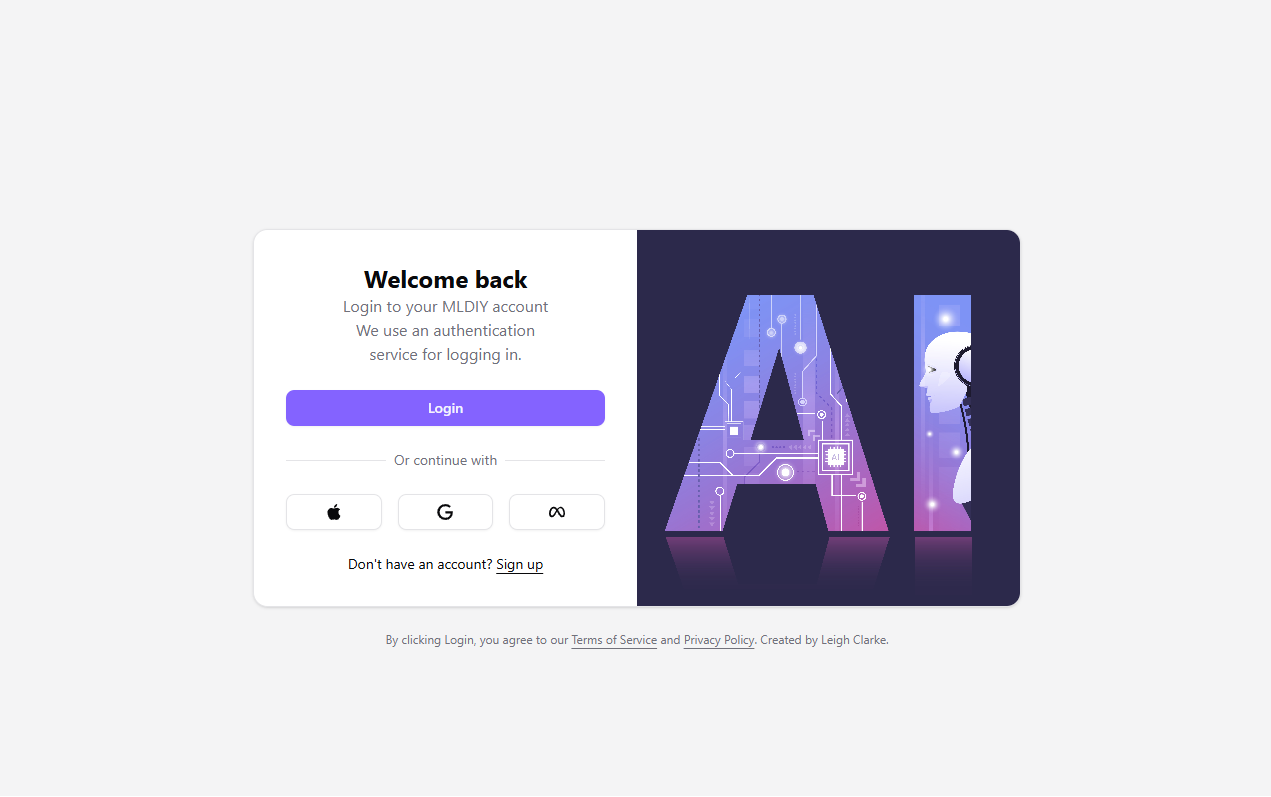 Welcome back
Login to your MLDIY account
We use an authentication
service for logging in.
Login
Or continue with
Don't have an account? Sign up
AI
AI
By clicking Login, you agree to our Terms of Service and Privacy Policy. Created by Leigh Clarke.